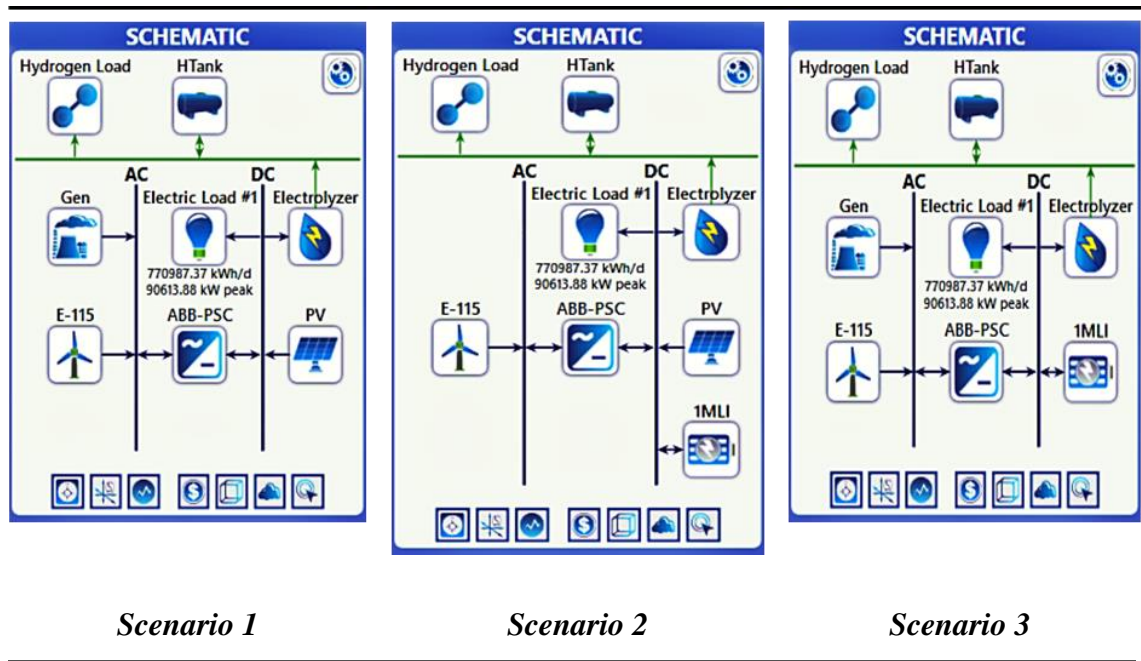 SCHEMATIC
Hydrogen Load HTank
AC DC
Gen Electric Load #1 Electrolyzer
770987.37 kWh/d
90613.88 kW peak
E-115 ABB-PSC PV
SCHEMATIC
Hydrogen Load HTank
AC DC
Electric Load #1 Electrolyzer
770987.37 kWh/d
90613.88 kW peak
E-115 ABB-PSC PV
1MLI
SCHEMATIC
Hydrogen Load HTank
AC DC
Gen Electric Load #1 Electrolyzer
770987.37 kWh/d
90613.88 kW peak
E-115 ABB-PSC 1MLI
Scenario 1 Scenario 2 Scenario 3